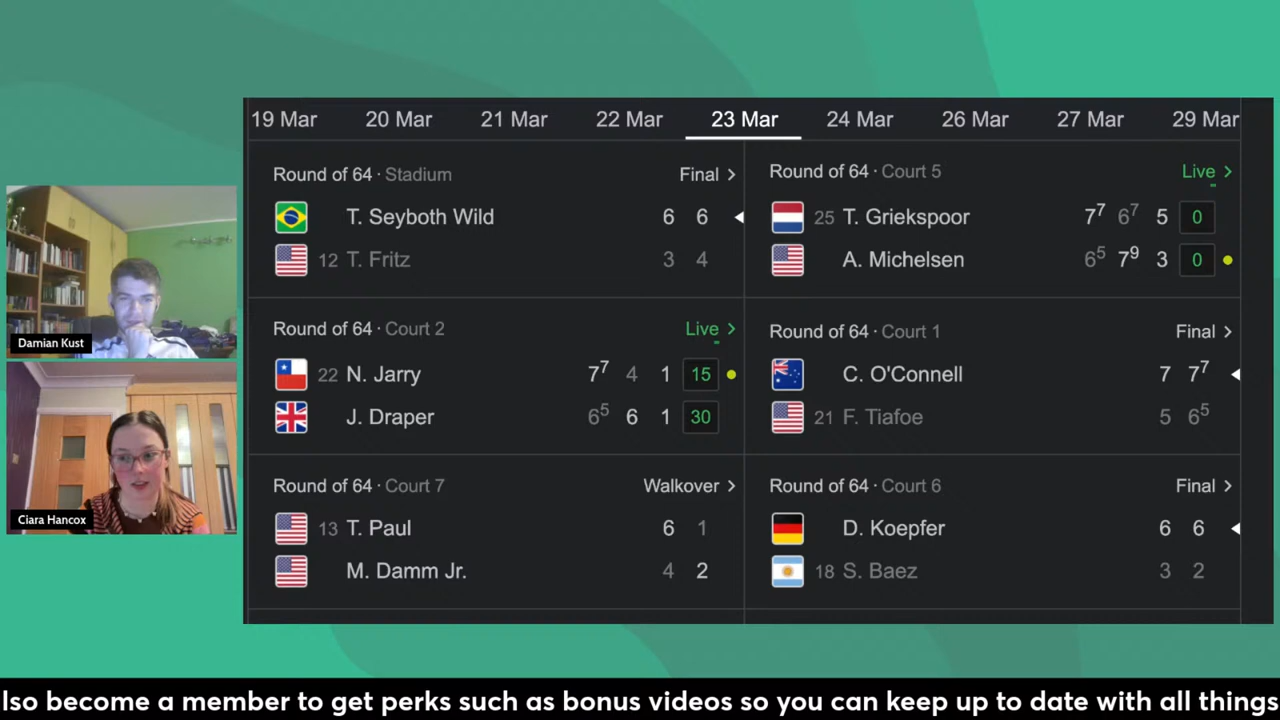 19 Mar 20 Mar 21 Mar 22 Mar 23 Mar 24 Mar 26 Mar 27 Mar 29 Mar
Round of 64 · Stadium Final
T. Seyboth Wild 6 6
12 T. Fritz 3 4
Round of 64 · Court 5 Live
25 T. Griekspoor 7⁷ 6⁷ 5 0
A. Michelsen 6⁵ 7⁹ 3 0
Round of 64 · Court 2 Live
22 N. Jarry 7⁷ 4 1 15
J. Draper 6⁵ 6 1 30
Round of 64 · Court 1 Final
C. O'Connell 7 7⁷
21 F. Tiafoe 5 6⁵
Round of 64 · Court 7 Walkover
13 T. Paul 6 1
M. Damm Jr. 4 2
Round of 64 · Court 6 Final
D. Koepfer 6 6
18 S. Baez 3 2
Damian Kust
Ciara Hancox
lso become a member to get perks such as bonus videos so you can keep up to date with all things